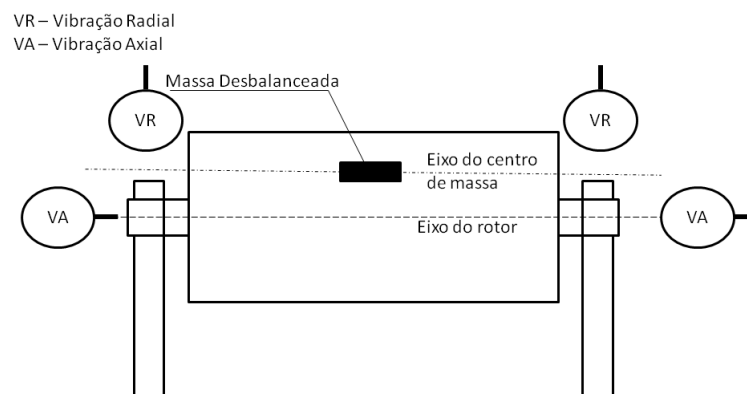 VR – Vibração Radial
VA – Vibração Axial
Massa Desbalanceada
VR
VR
Eixo do centro
de massa
VA
VA
Eixo do rotor